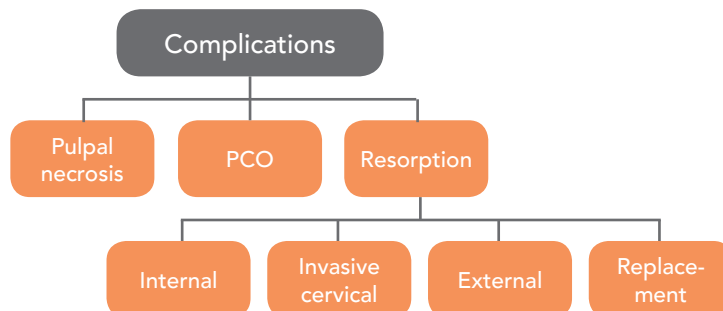 Complications
Pulpal
necrosis
PCO
Resorption
Internal
Invasive
cervical
External
Replace-
ment